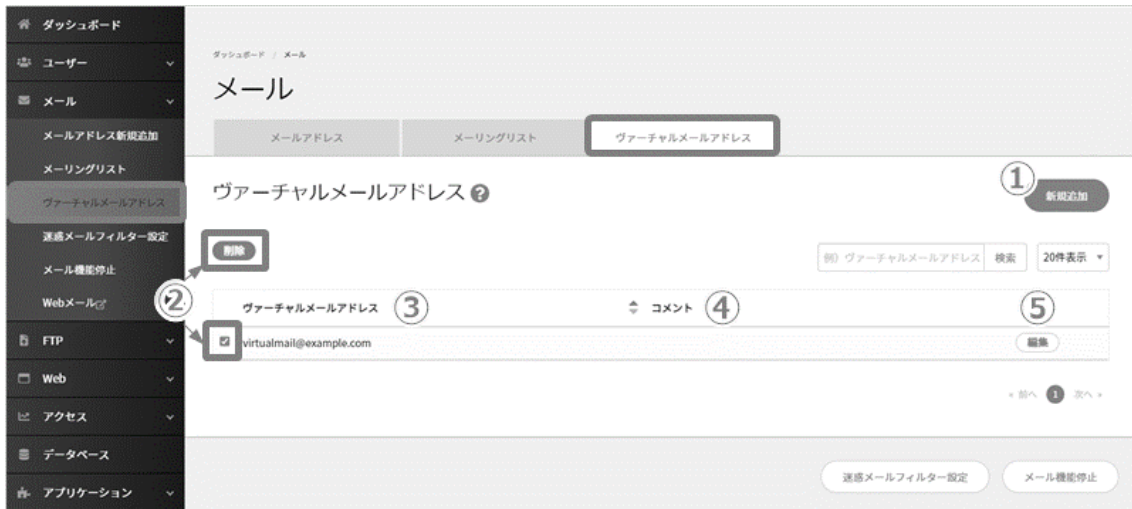 ダッシュボード
ユーザー
メール
メールアドレス新規追加
メーリングリスト
ヴァーチャルメールアドレス
迷惑メールフィルター設定
メール機能停止
Webメール
FTP
Web
アクセス
データベース
アプリケーション
ダッシュボード / メール
メール
メールアドレス メーリングリスト ヴァーチャルメールアドレス
ヴァーチャルメールアドレス ?
① 新規追加
削除
例）ヴァーチャルメールアドレス 検索 20件表示
②
ヴァーチャルメールアドレス ③ コメント ④ ⑤
virtualmail@example.com 編集
« 前へ 1 次へ »
迷惑メールフィルター設定 メール機能停止